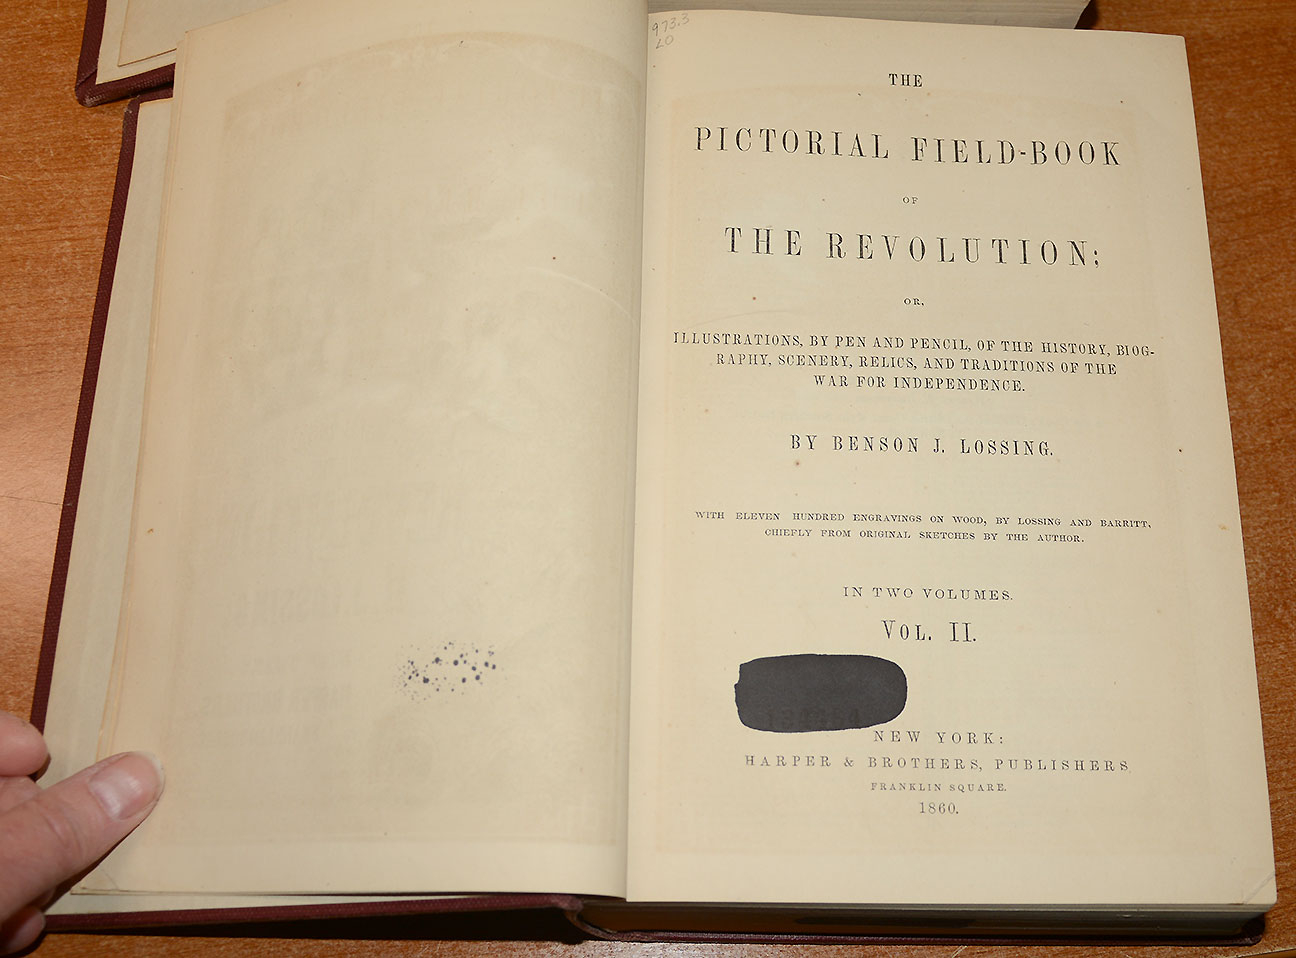 973.3
LO
THE
PICTORIAL FIELD-BOOK
OF
THE REVOLUTION;
OR,
ILLUSTRATIONS, BY PEN AND PENCIL, OF THE HISTORY, BIOG-
RAPHY, SCENERY, RELICS, AND TRADITIONS OF THE
WAR FOR INDEPENDENCE.
BY BENSON J. LOSSING.
WITH ELEVEN HUNDRED ENGRAVINGS ON WOOD, BY LOSSING AND BARRITT,
CHIEFLY FROM ORIGINAL SKETCHES BY THE AUTHOR.
IN TWO VOLUMES.
VOL. II.
NEW YORK:
HARPER & BROTHERS, PUBLISHERS
FRANKLIN SQUARE.
1860.